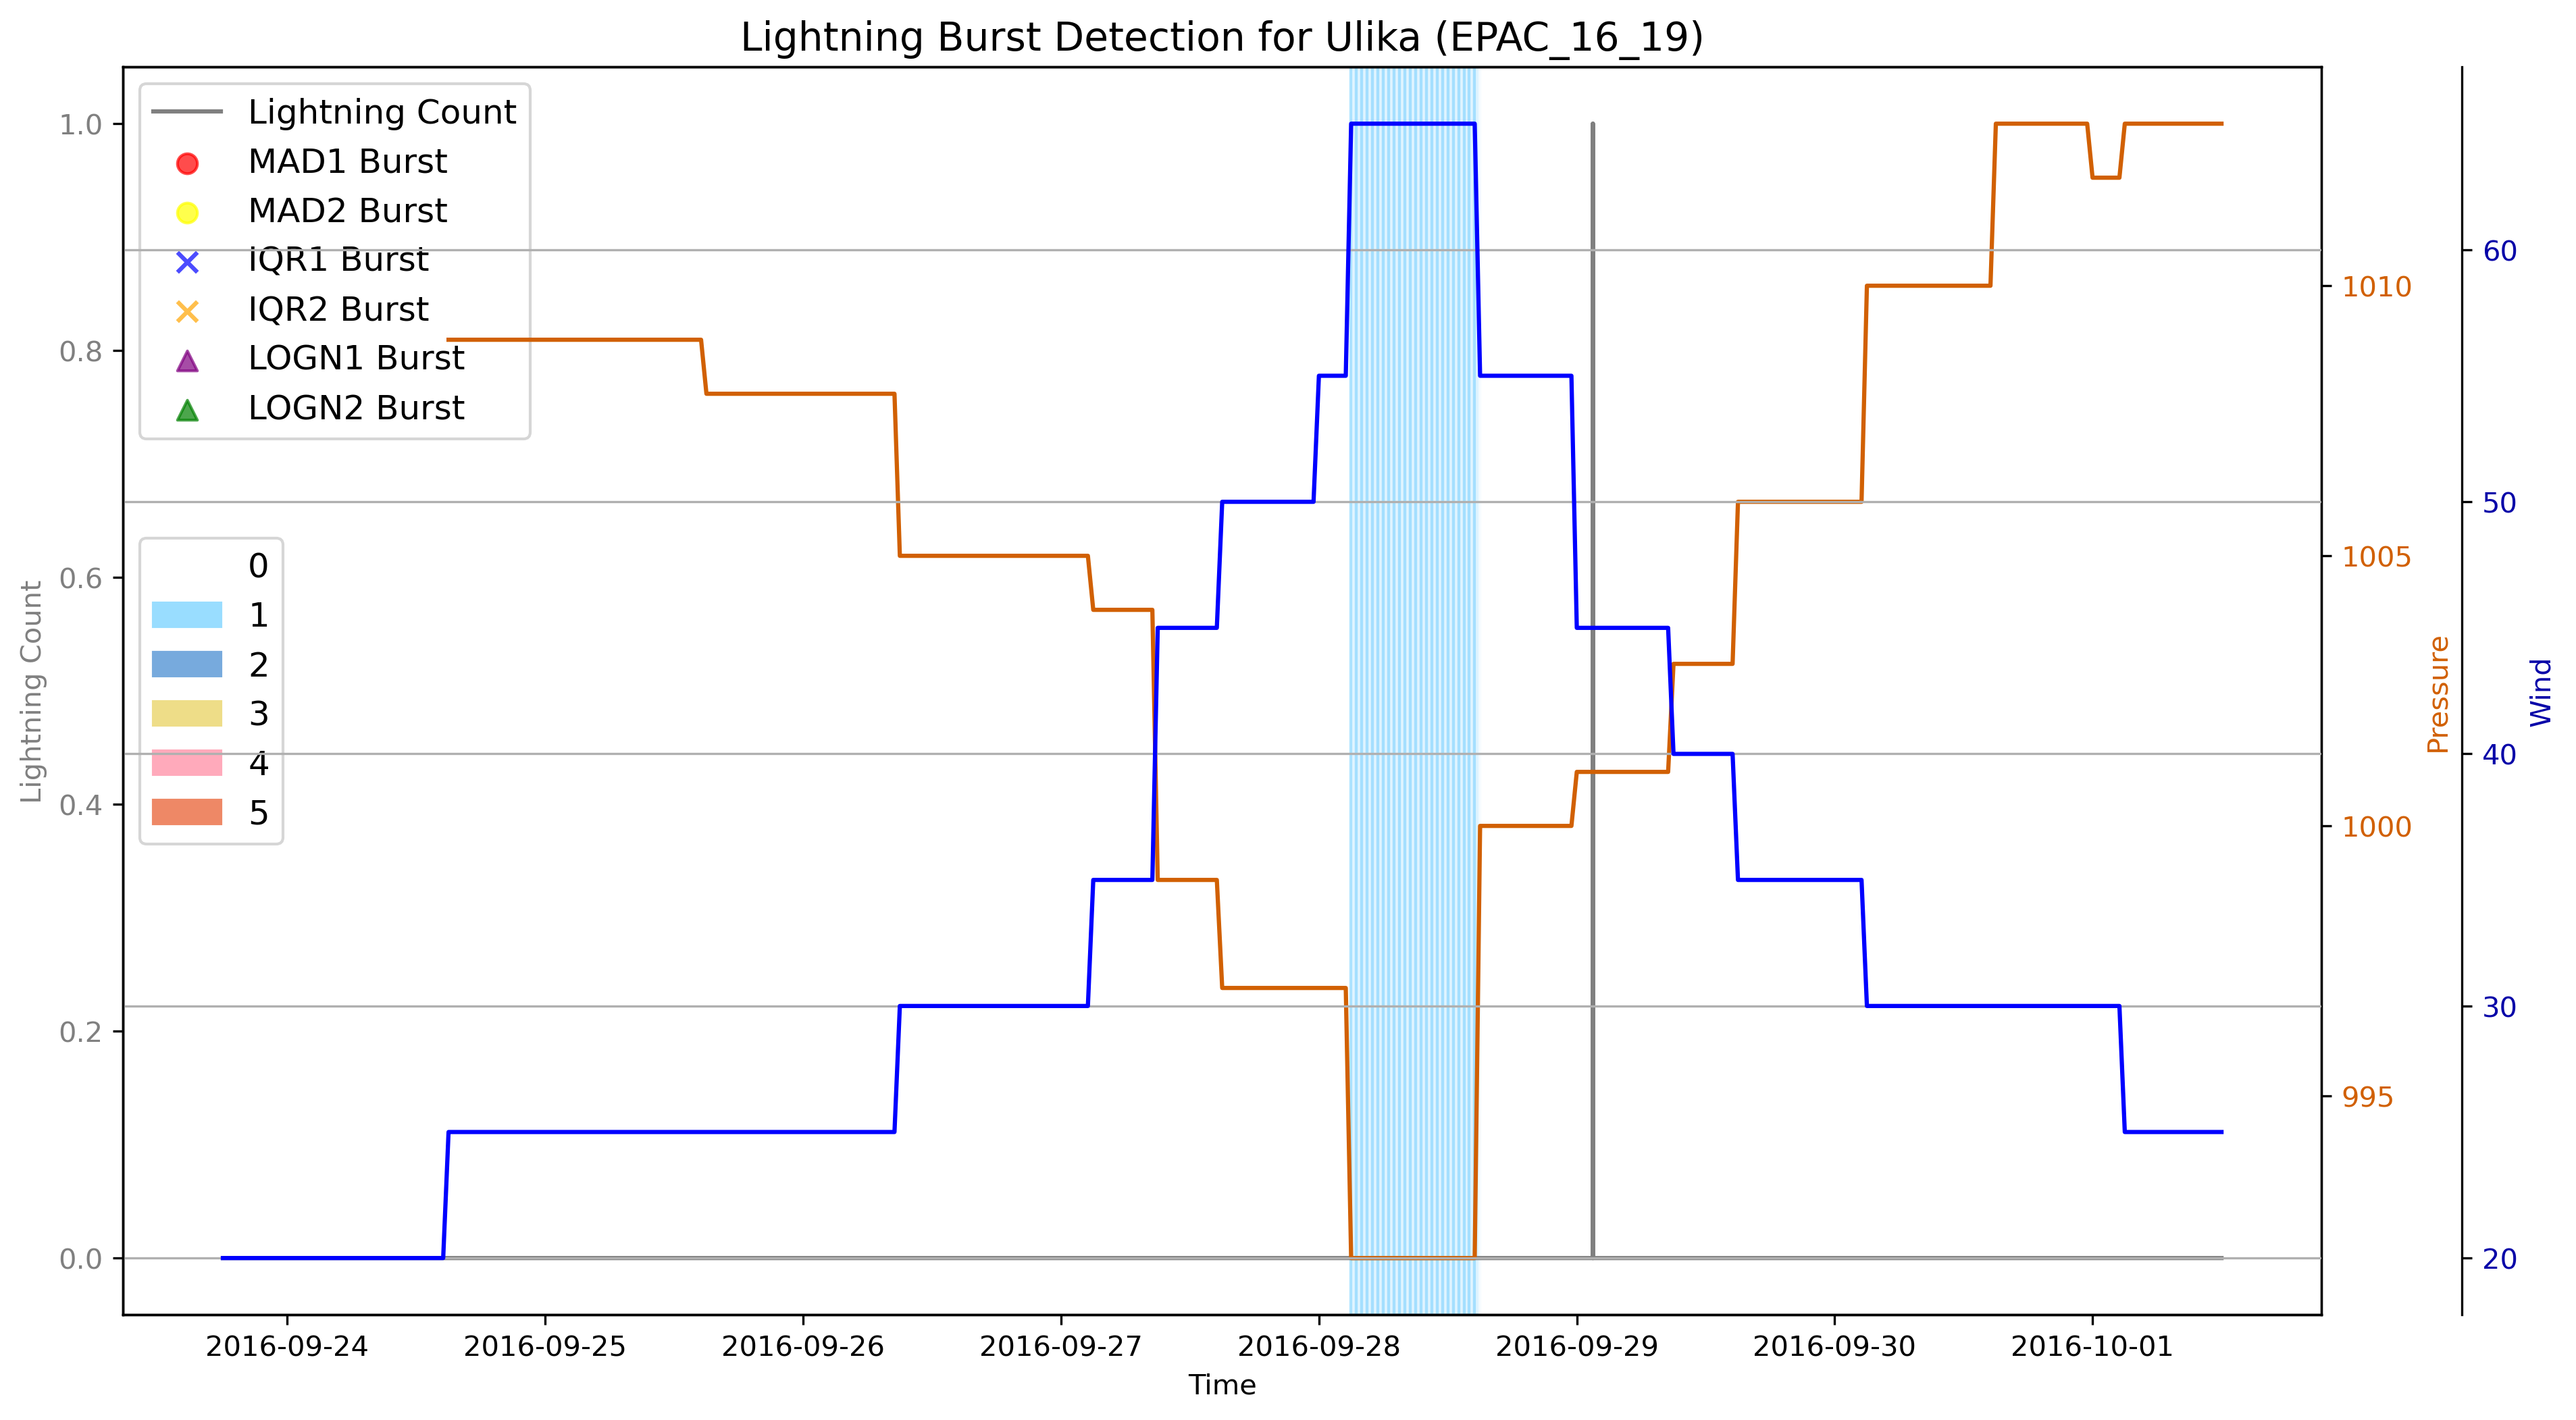 Lightning Burst Detection for Ulika (EPAC_16_19)
Lightning Count
MAD1 Burst
MAD2 Burst
IQR1 Burst
IQR2 Burst
LOGN1 Burst
LOGN2 Burst
0
1
2
3
4
5
Lightning Count
1.0
0.8
0.6
0.4
0.2
0.0
1010
1005
1000
995
Pressure
60
50
40
30
20
Wind
2016-09-24
2016-09-25
2016-09-26
2016-09-27
2016-09-28
2016-09-29
2016-09-30
2016-10-01
Time